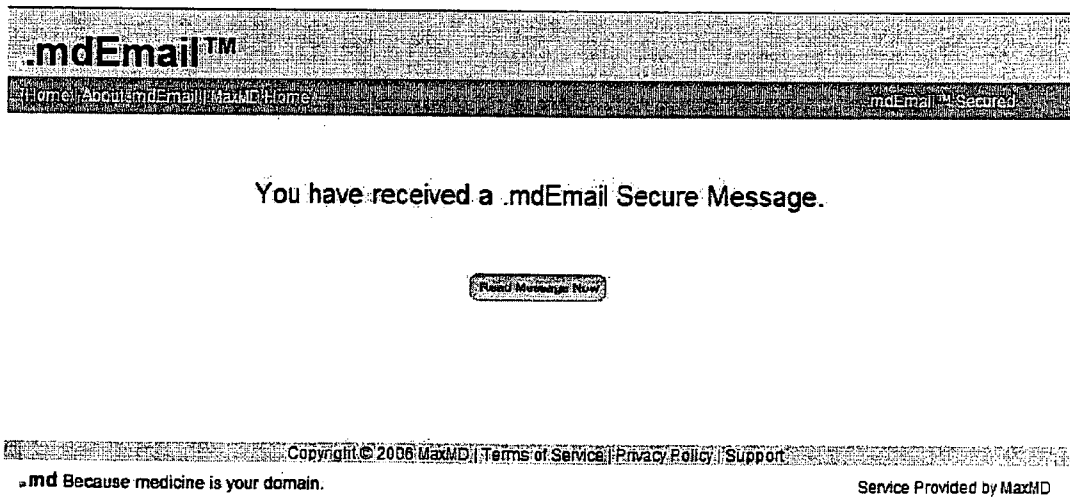 .mdEmail™
Home | About .mdEmail | MaxMD Home
.mdEmail™ Secured
You have received a .mdEmail Secure Message.
Read Message Now
Copyright © 2006 MaxMD | Terms of Service | Privacy Policy | Support
.md Because medicine is your domain.
Service Provided by MaxMD